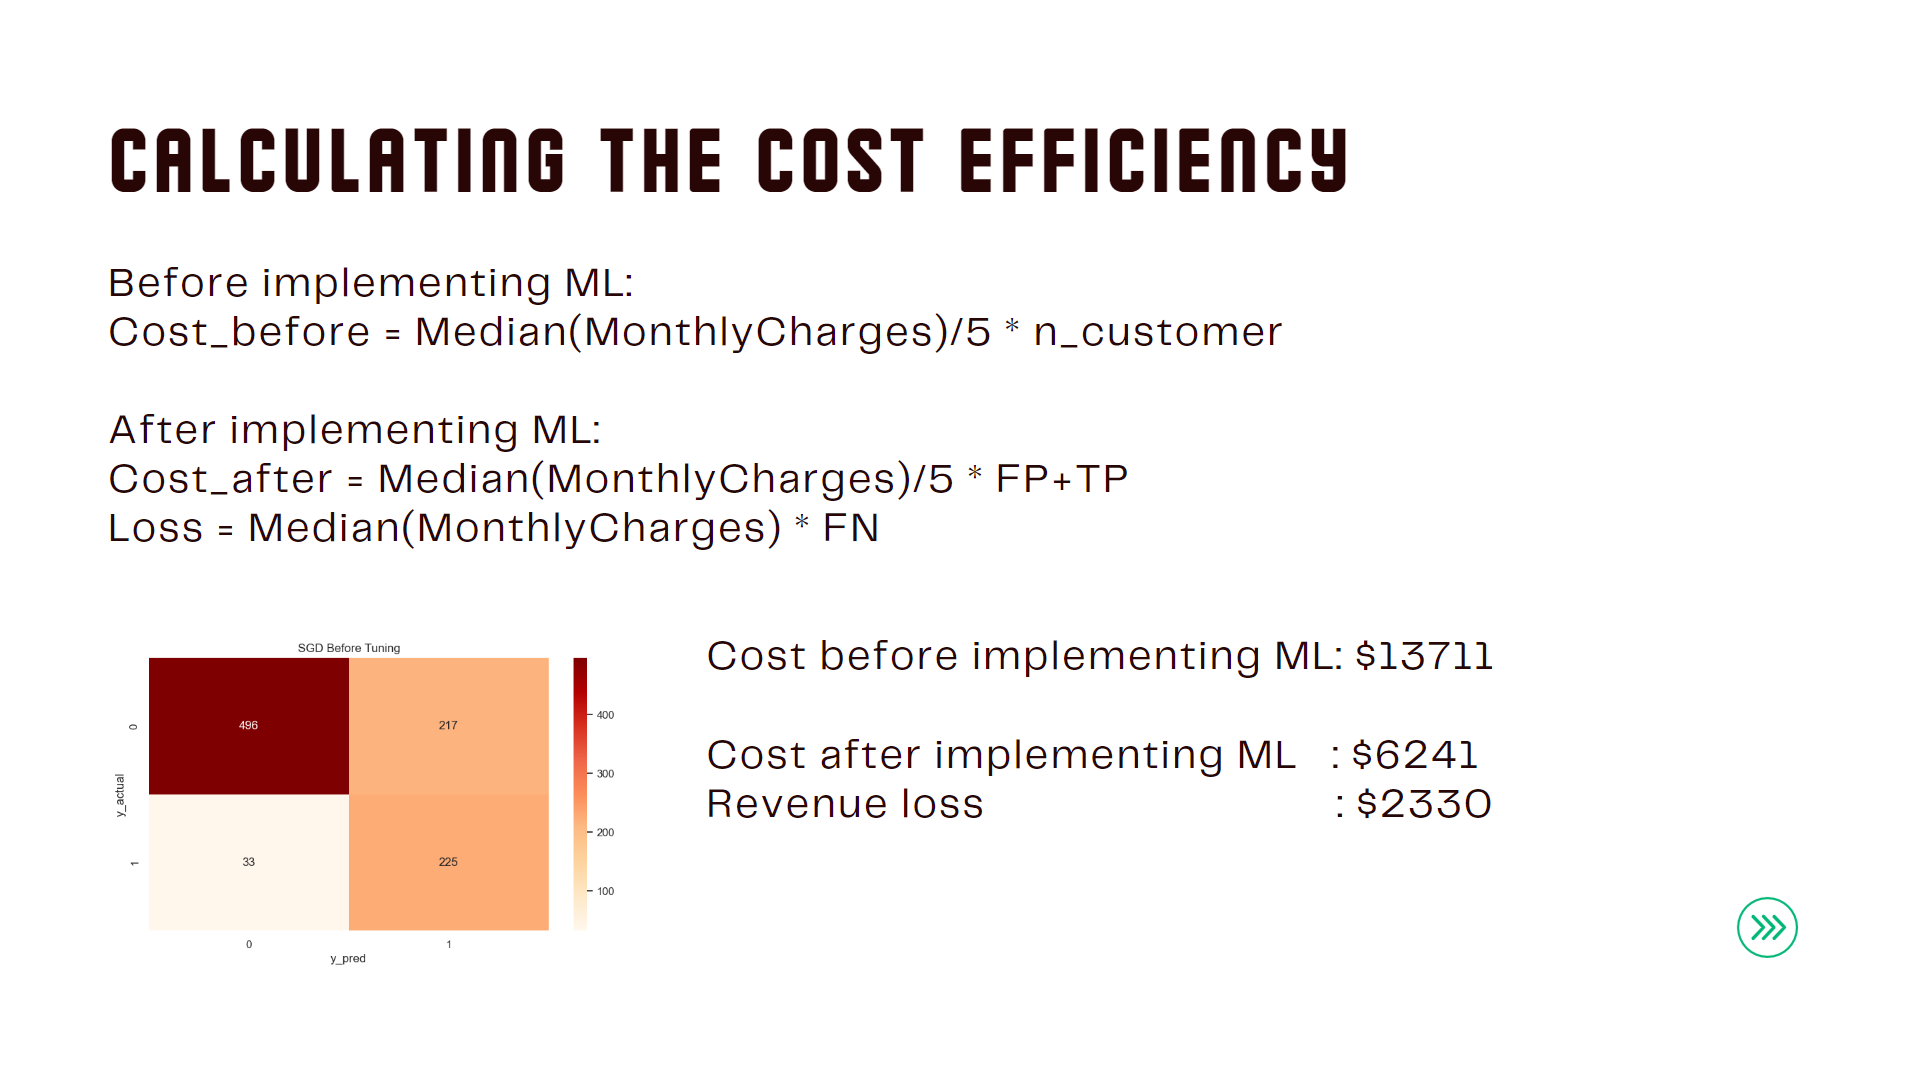 CALCULATING THE COST EFFICIENCY
Before implementing ML:
Cost_before = Median(MonthlyCharges)/5 * n_customer
After implementing ML:
Cost_after = Median(MonthlyCharges)/5 * FP+TP
Loss = Median(MonthlyCharges) * FN
SGD Before Tuning
496
217
33
225
0
1
y_actual
0
1
y_pred
400
300
200
100
Cost before implementing ML: $13711
Cost after implementing ML : $6241
Revenue loss : $2330